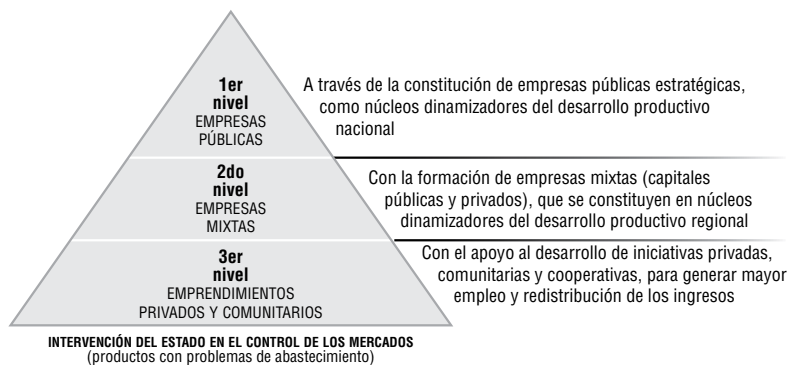 1er
nivel
EMPRESAS
PÚBLICAS
A través de la constitución de empresas públicas estratégicas,
como núcleos dinamizadores del desarrollo productivo
nacional
2do
nivel
EMPRESAS
MIXTAS
Con la formación de empresas mixtas (capitales
públicas y privados), que se constituyen en núcleos
dinamizadores del desarrollo productivo regional
3er
nivel
EMPRENDIMIENTOS
PRIVADOS Y COMUNITARIOS
Con el apoyo al desarrollo de iniciativas privadas,
comunitarias y cooperativas, para generar mayor
empleo y redistribución de los ingresos
INTERVENCIÓN DEL ESTADO EN EL CONTROL DE LOS MERCADOS
(productos con problemas de abastecimiento)